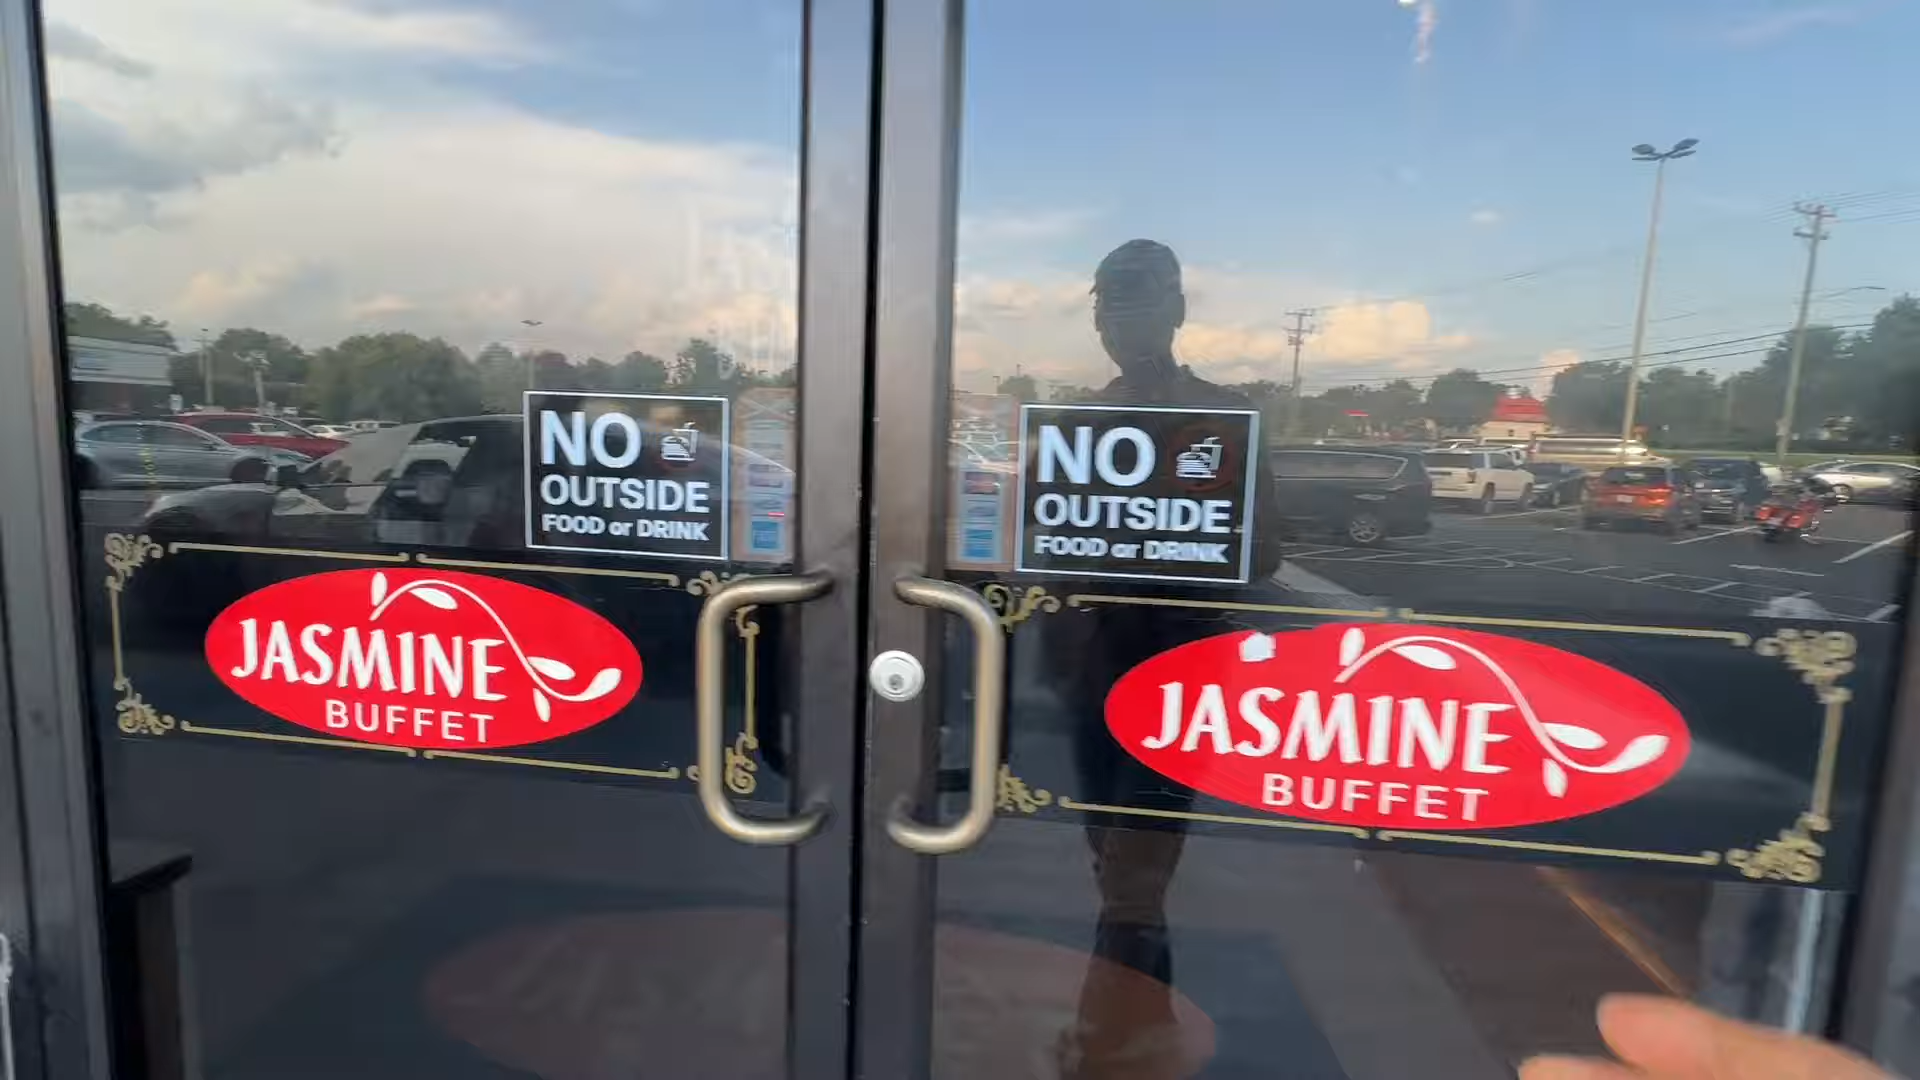 NO
OUTSIDE
FOOD or DRINK
JASMINE
BUFFET
NO
OUTSIDE
FOOD or DRINK
JASMINE
BUFFET